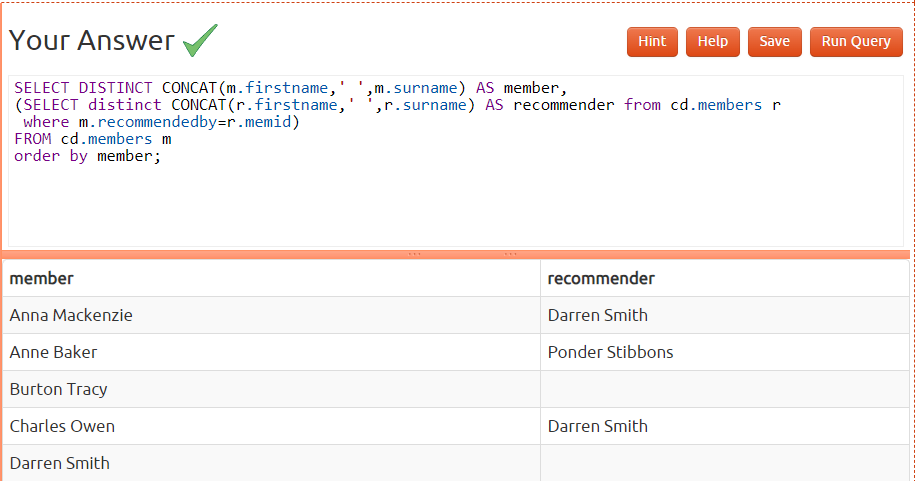 Your Answer
Hint Help Save Run Query
SELECT DISTINCT CONCAT(m.firstname,' ',m.surname) AS member,
(SELECT distinct CONCAT(r.firstname,' ',r.surname) AS recommender from cd.members r
where m.recommendedby=r.memid)
FROM cd.members m
order by member;
member recommender
Anna Mackenzie Darren Smith
Anne Baker Ponder Stibbons
Burton Tracy
Charles Owen Darren Smith
Darren Smith